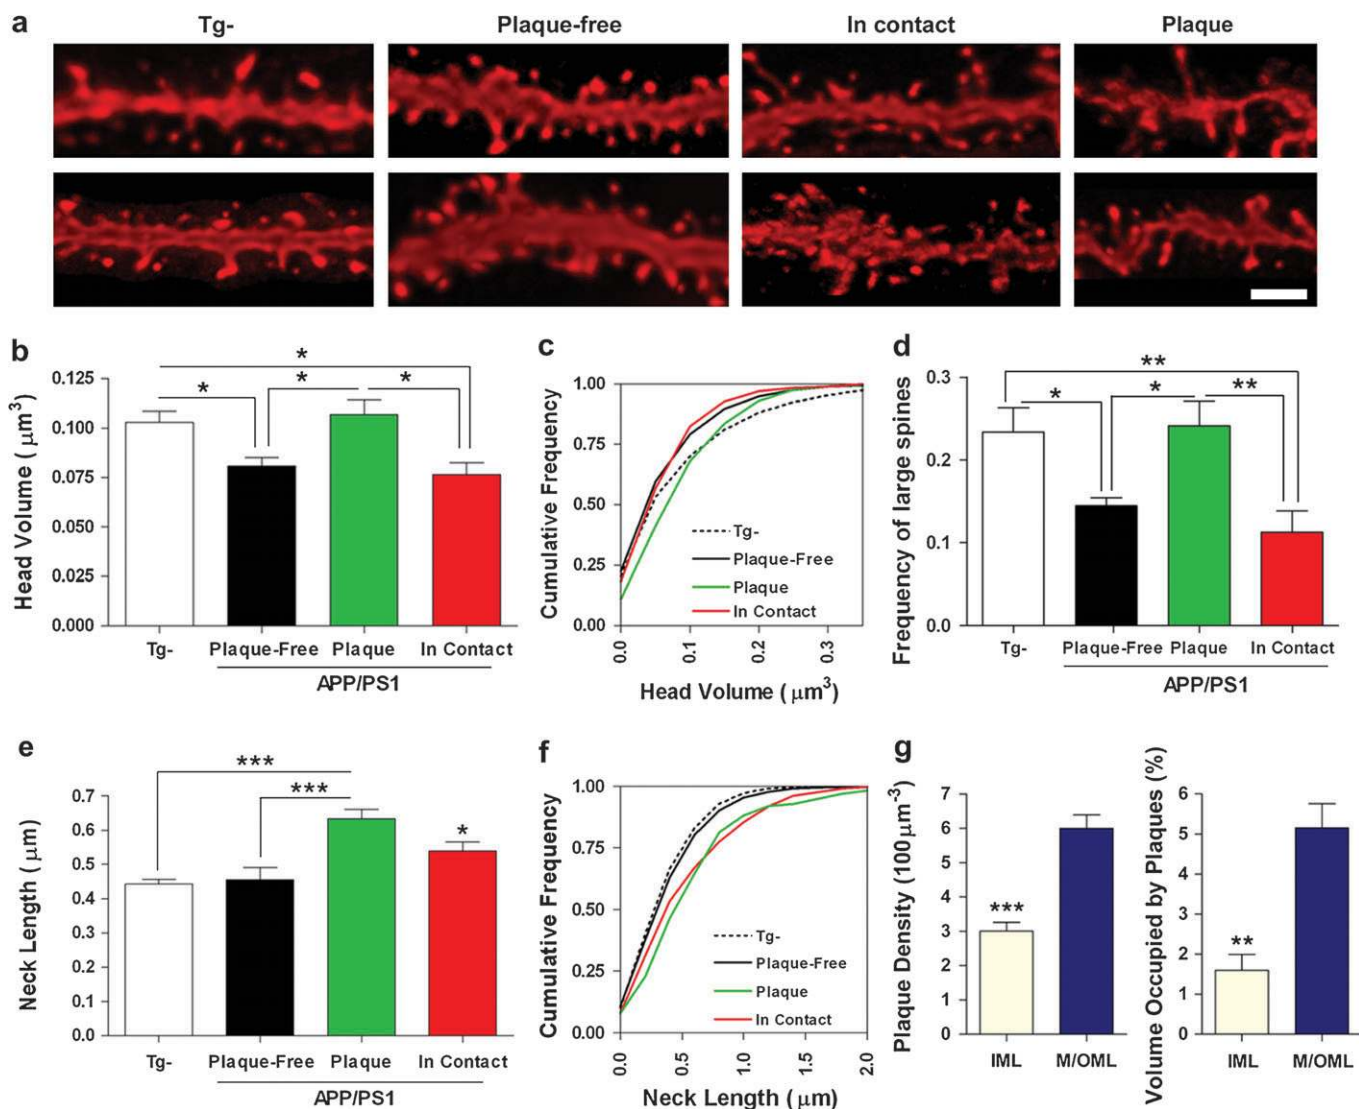 a
Tg-
Plaque-free
In contact
Plaque
b
Head Volume ( μm³)
0.125
0.100
0.075
0.050
0.025
0.000
*
*
*
*
Tg-
Plaque-Free
Plaque
In Contact
APP/PS1
c
Cumulative Frequency
1.00
0.75
0.50
0.25
0.00
Tg-
Plaque-Free
Plaque
In Contact
0.0
0.1
0.2
0.3
Head Volume ( μm³)
d
Frequency of large spines
0.3
0.2
0.1
0.0
**
*
*
**
Tg-
Plaque-Free
Plaque
In Contact
APP/PS1
e
Neck Length ( μm)
0.7
0.6
0.5
0.4
0.3
0.2
0.1
0.0
***
***
*
Tg-
Plaque-Free
Plaque
In Contact
APP/PS1
f
Cumulative Frequency
1.00
0.75
0.50
0.25
0.00
Tg-
Plaque-Free
Plaque
In Contact
0.0
0.5
1.0
1.5
2.0
Neck Length ( μm)
g
Plaque Density (100μm⁻³)
7
6
5
4
3
2
1
0
***
IML
M/OML
Volume Occupied by Plaques (%)
6
5
4
3
2
1
0
**
IML
M/OML